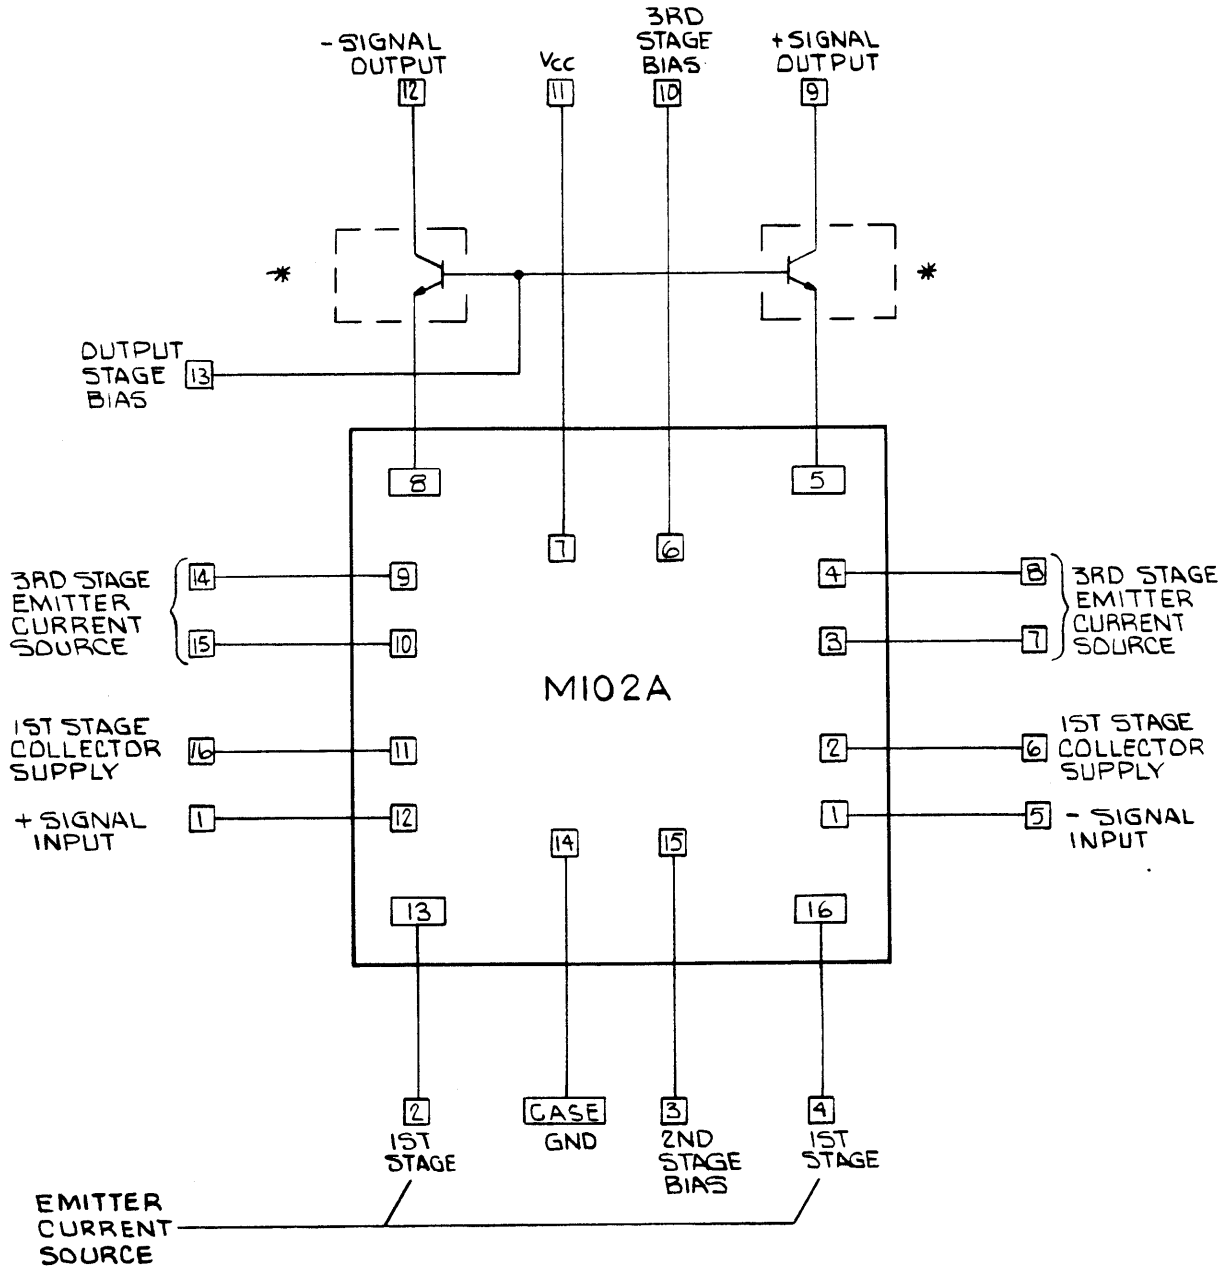 -SIGNAL
OUTPUT
12
VCC
11
3RD
STAGE
BIAS
10
+SIGNAL
OUTPUT
9
*
*
OUTPUT
STAGE
BIAS
13
8
5
7
6
3RD STAGE
EMITTER
CURRENT
SOURCE
14
15
9
10
4
3
8
7
3RD STAGE
EMITTER
CURRENT
SOURCE
M102A
1ST STAGE
COLLECTOR
SUPPLY
16
11
2
6
1ST STAGE
COLLECTOR
SUPPLY
+ SIGNAL
INPUT
1
12
1
5
- SIGNAL
INPUT
14
15
13
16
2
1ST
STAGE
CASE
GND
3
2ND
STAGE
BIAS
4
1ST
STAGE
EMITTER
CURRENT
SOURCE